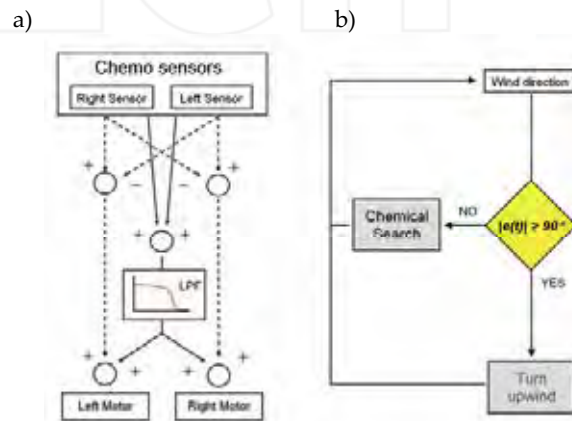 a)
b)
Chemo sensors
Right Sensor
Left Sensor
+
+
−
−
+
+
LPF
+
+
+
+
Left Motor
Right Motor
Wind direction
|e(t)| > 90°
NO
YES
Chemical
Search
Turn
upwind